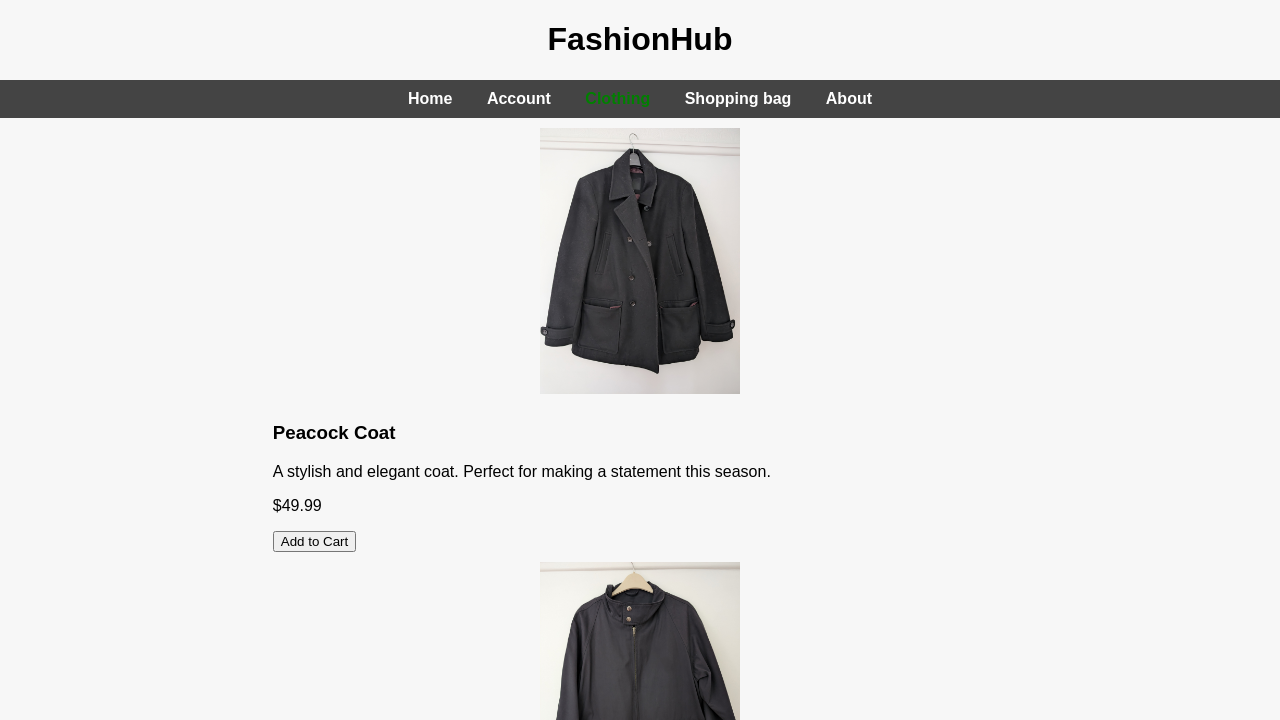 FashionHub
Home Account Clothing Shopping bag About
Peacock Coat
A stylish and elegant coat. Perfect for making a statement this season.
$49.99
Add to Cart